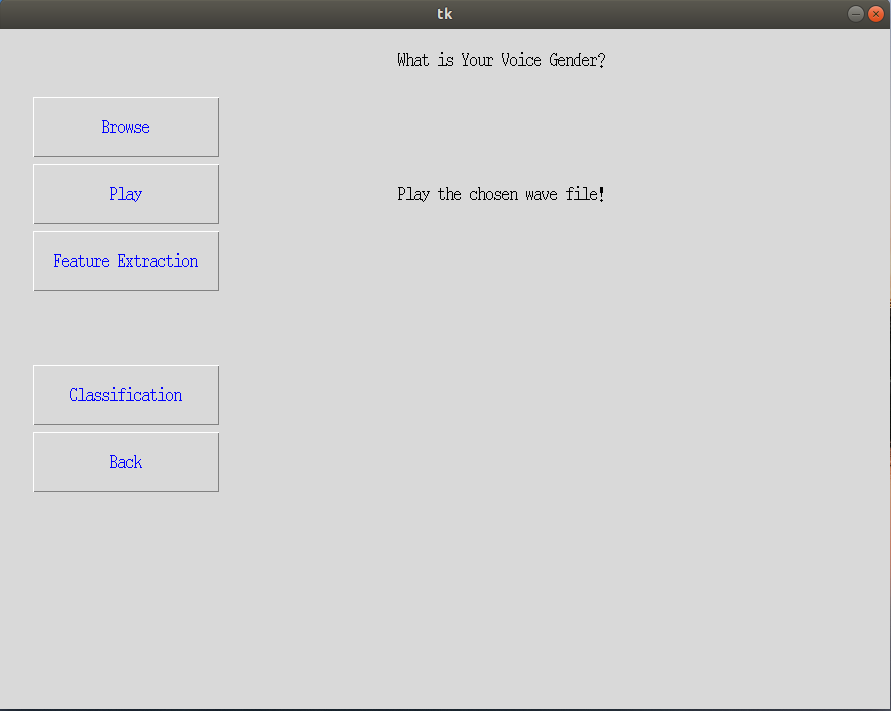 tk
What is Your Voice Gender?
Browse
Play
Play the chosen wave file!
Feature Extraction
Classification
Back